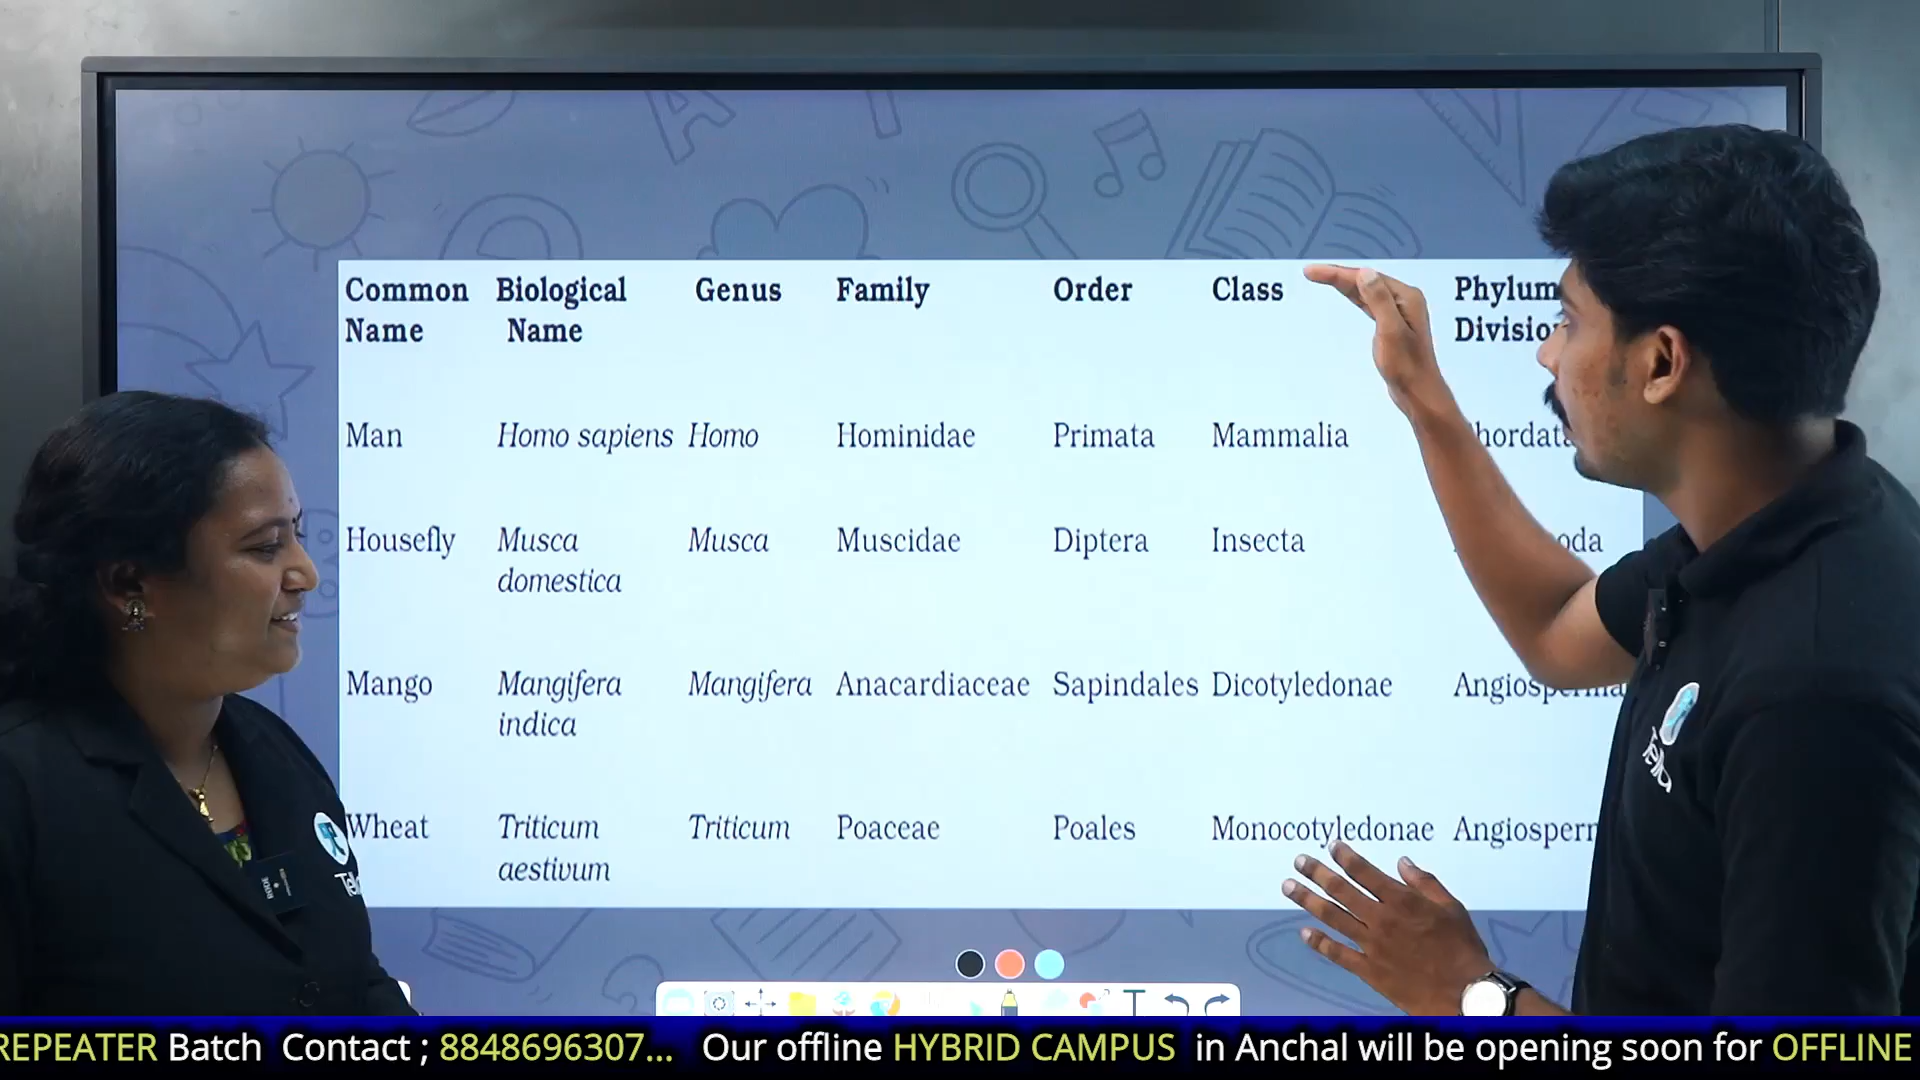 Common Biological Genus Family Order Class Phylum
Name Name Division
Man Homo sapiens Homo Hominidae Primata Mammalia
Housefly Musca Musca Muscidae Diptera Insecta
domestica
Mango Mangifera Mangifera Anacardiaceae Sapindales Dicotyledonae
indica
Wheat Triticum Triticum Poaceae Poales Monocotyledonae
aestivum
REPEATER Batch Contact ; 8848696307... Our offline HYBRID CAMPUS in Anchal will be opening soon for OFFLINE